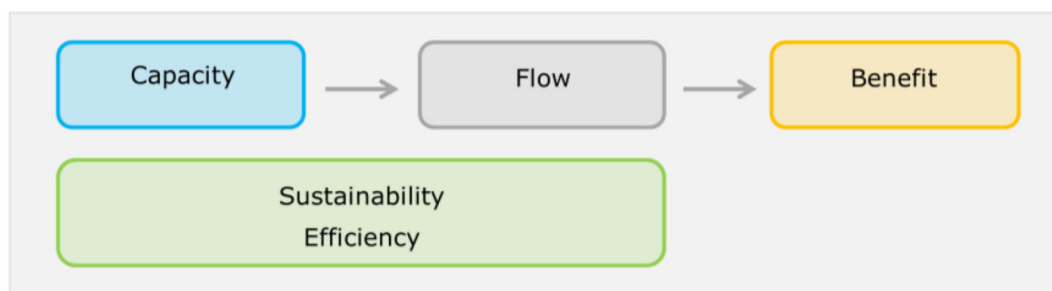 Capacity
Flow
Benefit
Sustainability
Efficiency